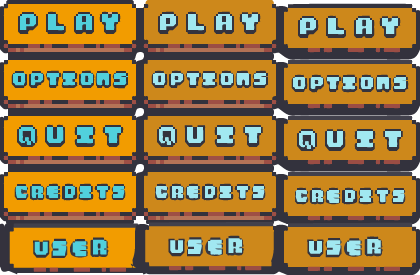 PLAY PLAY PLAY
OPTIONS OPTIONS OPTIONS
QUIT QUIT QUIT
CREDITS CREDITS CREDITS
USER USER USER